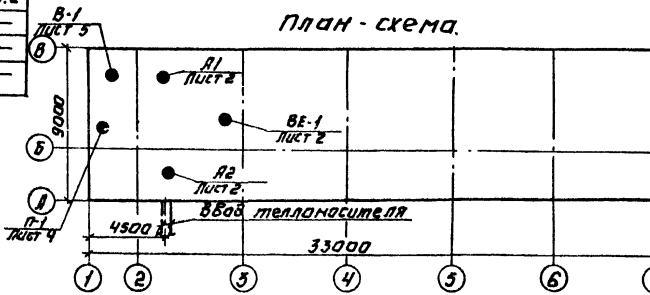 План-схема.
В-1
Лист 5
В
А1
Лист 2
9000
ВЕ-1
Лист 2
Б
А2
Лист 2
А
Ввод теплоносителя
П-1
Лист 4
4500
33000
1 2 3 4 5 6